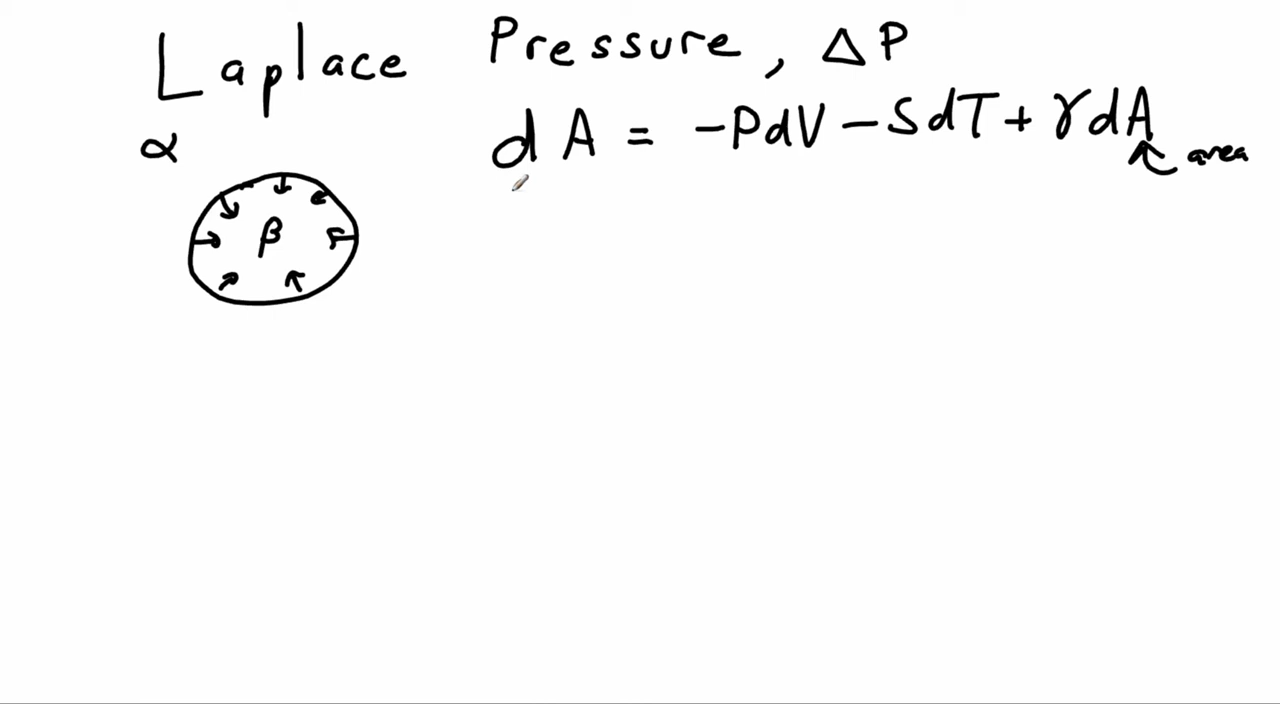 Laplace Pressure, ΔP
α
dA = -PdV - SdT + γdA
area
β